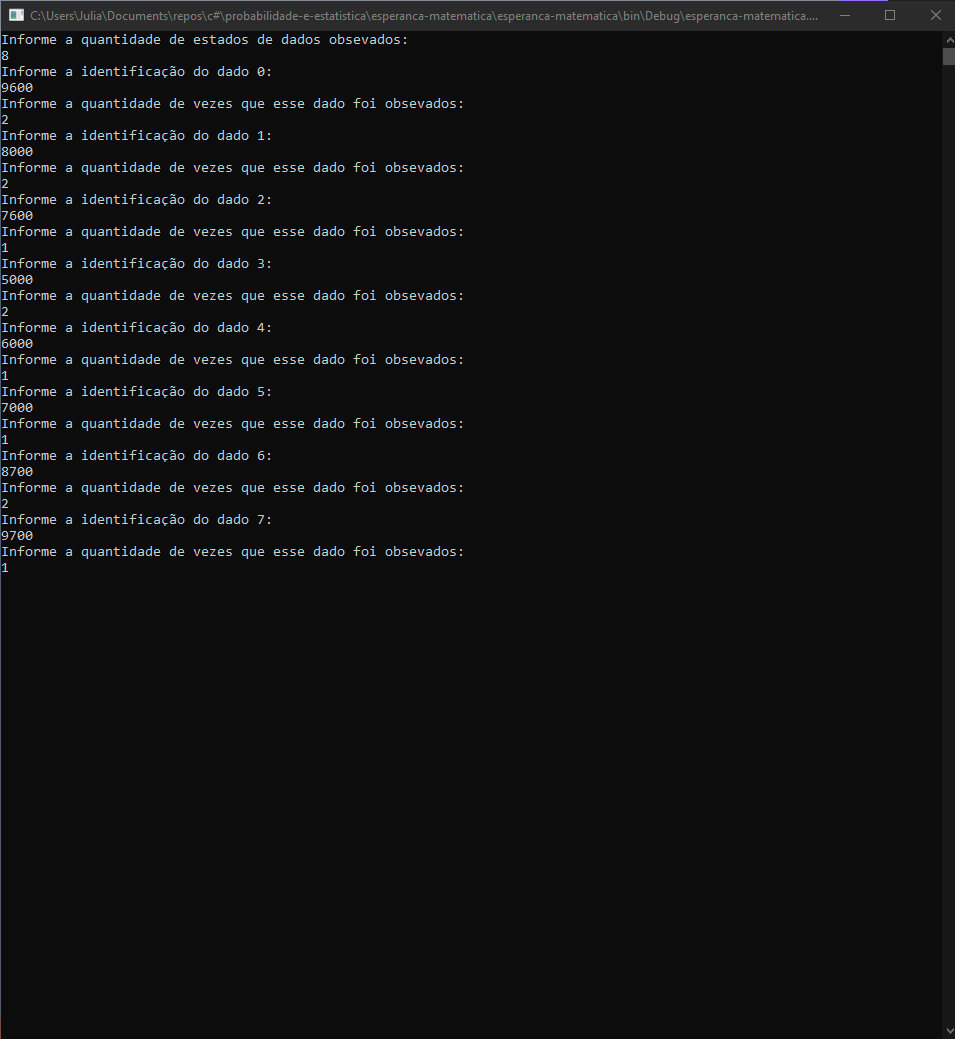 C:\Users\Julia\Documents\repos\c#\probabilidade-e-estatistica\esperanca-matematica\esperanca-matematica\bin\Debug\esperanca-matematica....
Informe a quantidade de estados de dados obsevados:
8
Informe a identificação do dado 0:
9600
Informe a quantidade de vezes que esse dado foi obsevados:
2
Informe a identificação do dado 1:
8000
Informe a quantidade de vezes que esse dado foi obsevados:
2
Informe a identificação do dado 2:
7600
Informe a quantidade de vezes que esse dado foi obsevados:
1
Informe a identificação do dado 3:
5000
Informe a quantidade de vezes que esse dado foi obsevados:
2
Informe a identificação do dado 4:
6000
Informe a quantidade de vezes que esse dado foi obsevados:
1
Informe a identificação do dado 5:
7000
Informe a quantidade de vezes que esse dado foi obsevados:
1
Informe a identificação do dado 6:
8700
Informe a quantidade de vezes que esse dado foi obsevados:
2
Informe a identificação do dado 7:
9700
Informe a quantidade de vezes que esse dado foi obsevados:
1